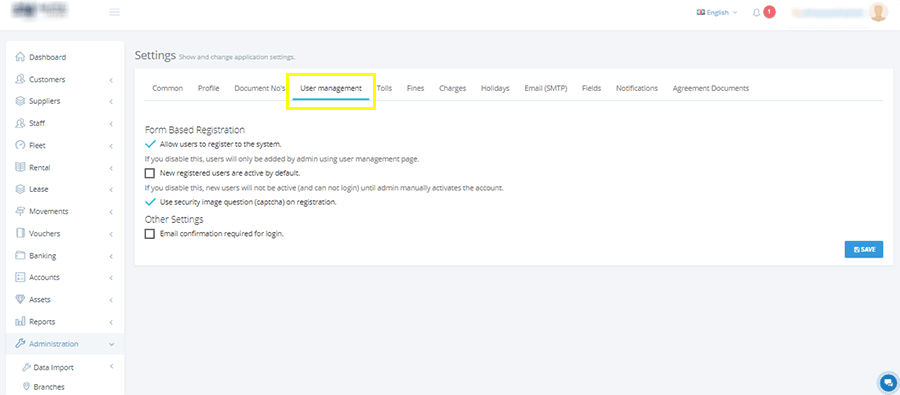 English
1
Settings Show and change application settings.
Dashboard
Customers
Suppliers
Staff
Fleet
Rental
Lease
Movements
Vouchers
Banking
Accounts
Assets
Reports
Administration
Data Import
Branches
Common Profile Document No's User management Tolls Fines Charges Holidays Email (SMTP) Fields Notifications Agreement Documents
Form Based Registration
Allow users to register to the system.
If you disable this, users will only be added by admin using user management page.
New registered users are active by default.
If you disable this, new users will not be active (and can not login) until admin manually activates the account.
Use security image question (captcha) on registration.
Other Settings
Email confirmation required for login.
SAVE